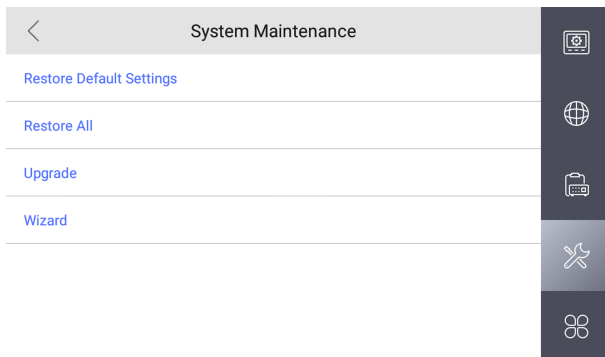 System Maintenance
Restore Default Settings
Restore All
Upgrade
Wizard